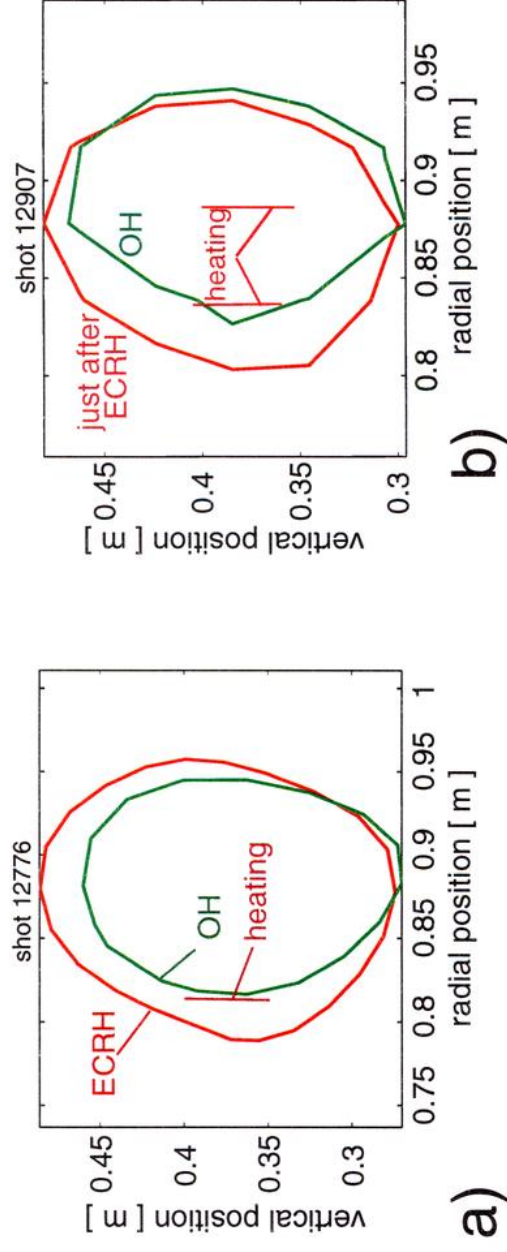 shot 12776
ECRH
OH
heating
0.45
0.4
0.35
0.3
vertical position [ m ]
0.75
0.8
0.85
0.9
0.95
1
radial position [ m ]
a)
shot 12907
just after
ECRH
OH
heating
0.45
0.4
0.35
0.3
vertical position [ m ]
0.8
0.85
0.9
0.95
radial position [ m ]
b)